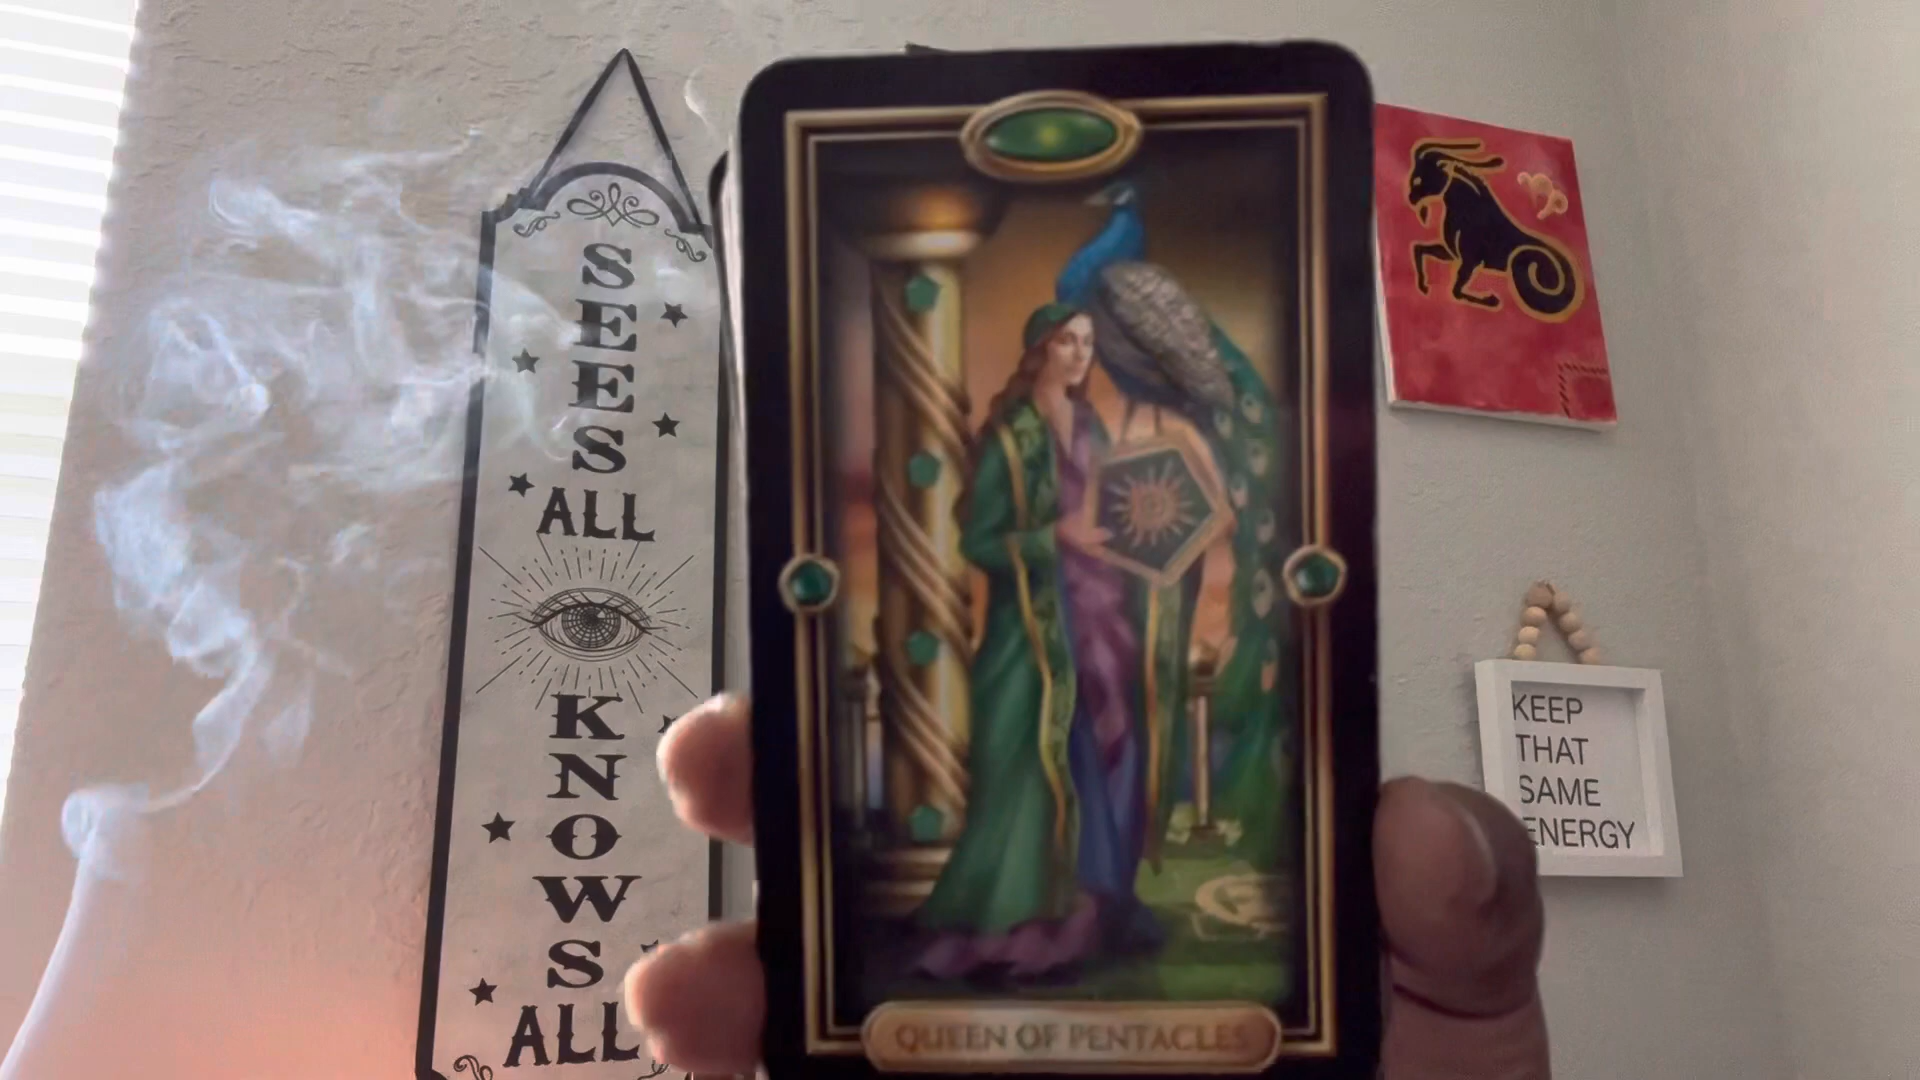 SEES
ALL
KNOWS
ALL
QUEEN OF PENTACLES
KEEP
THAT
SAME
ENERGY